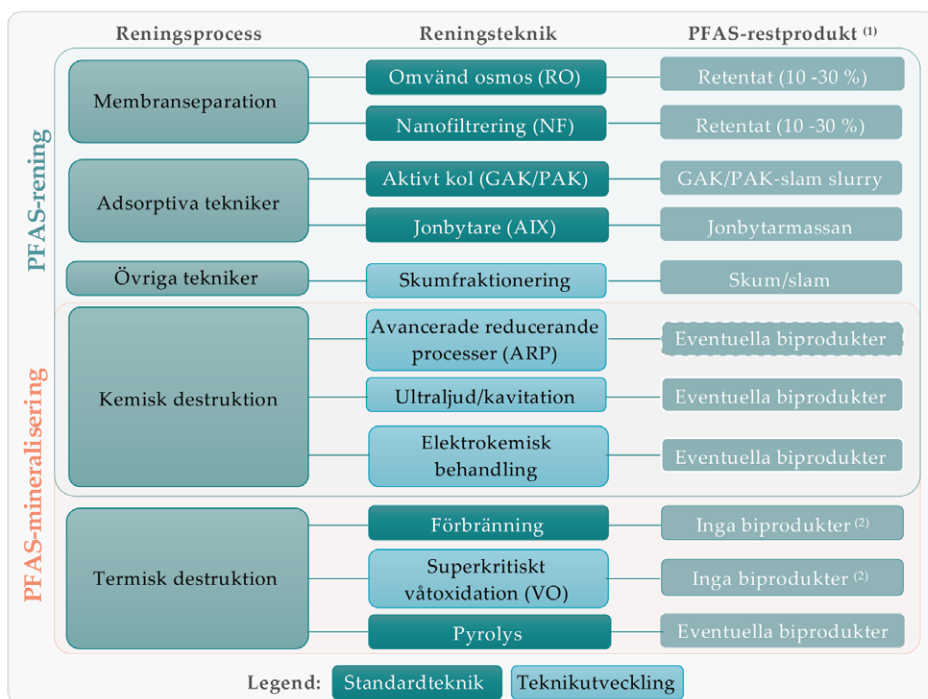 Reningsprocess Reningsteknik PFAS-restprodukt (1)
PFAS-rening
Membranseparation
Omvänd osmos (RO) Retentat (10 -30 %)
Nanofiltrering (NF) Retentat (10 -30 %)
Adsorptiva tekniker
Aktivt kol (GAK/PAK) GAK/PAK-slam slurry
Jonbytare (AIX) Jonbytarmassan
Övriga tekniker Skumfraktionering Skum/slam
PFAS-mineralisering
Kemisk destruktion
Avancerade reducerande
processer (ARP)
Eventuella biprodukter
Ultraljud/kavitation Eventuella biprodukter
Elektrokemisk
behandling
Eventuella biprodukter
Termisk destruktion
Förbränning Inga biprodukter (2)
Superkritiskt
våtoxidation (VO)
Inga biprodukter (2)
Pyrolys Eventuella biprodukter
Legend: Standardteknik Teknikutveckling